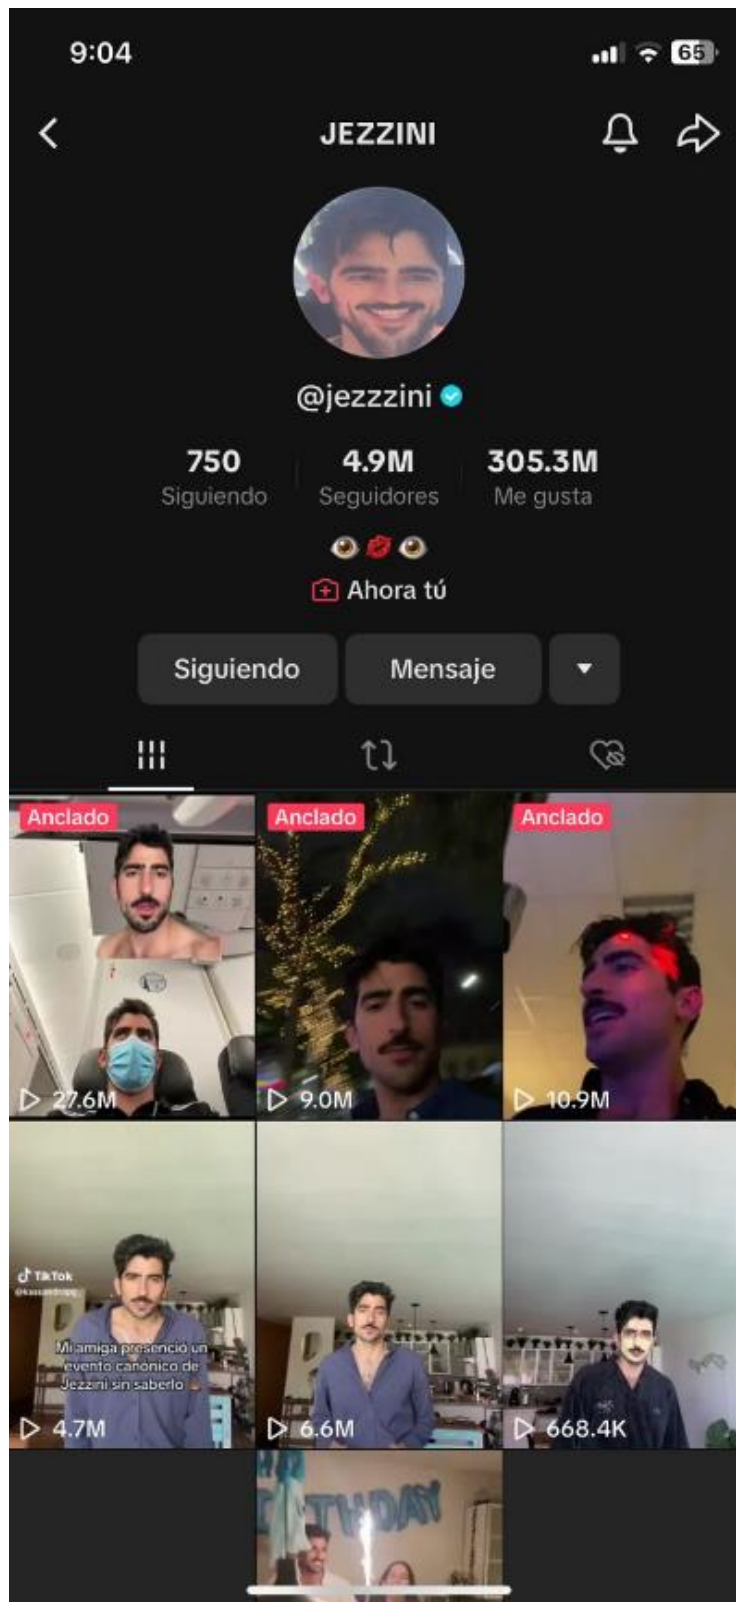 9:04
65
JEZZINI
@jezzzini
750
Siguiendo
4.9M
Seguidores
305.3M
Me gusta
Ahora tú
Siguiendo
Mensaje
Anclado
Anclado
Anclado
27.6M
9.0M
10.9M
TikTok
Mi amiga presenció un
evento canónico de
Jezzini sin saberlo
4.7M
6.6M
668.4K
THDAY